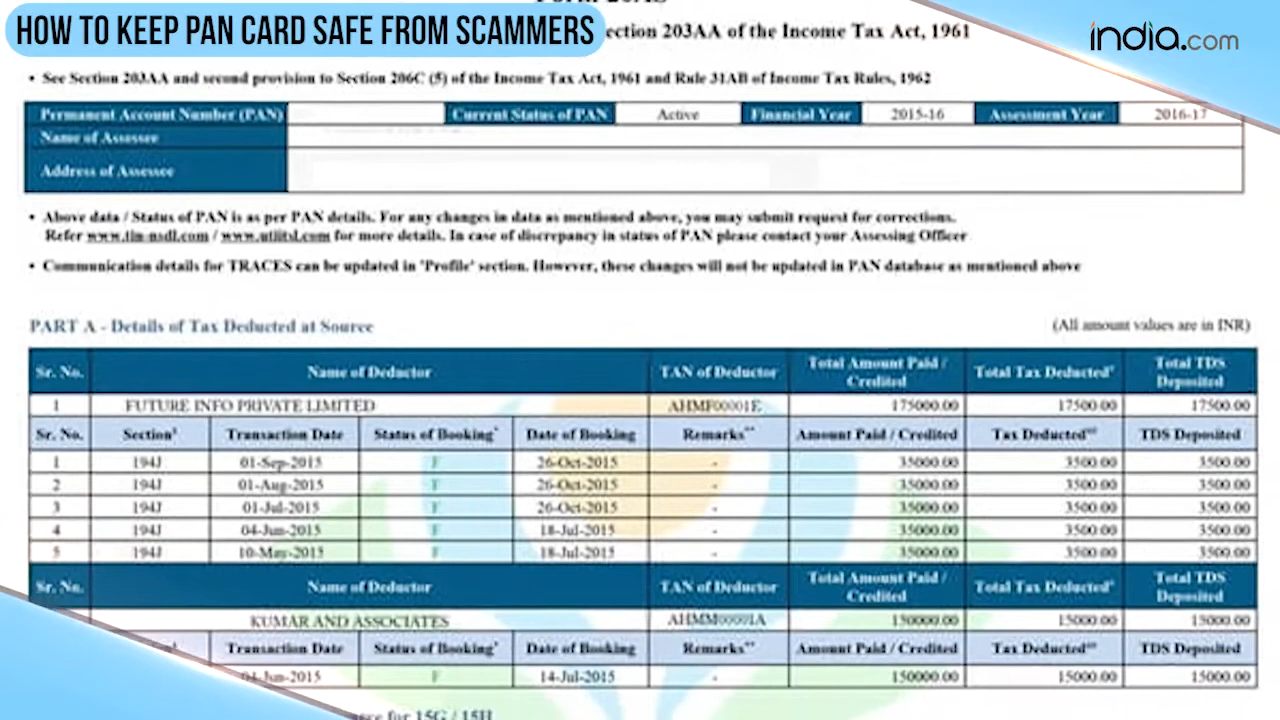 HOW TO KEEP PAN CARD SAFE FROM SCAMMERS
india.com
ection 203AA of the Income Tax Act, 1961
• See Section 203AA and second provision to Section 206C (5) of the Income Tax Act, 1961 and Rule 31AB of Income Tax Rules, 1962
Permanent Account Number (PAN) Current Status of PAN Active Financial Year 2015-16 Assessment Year 2016-17
Name of Assessee
Address of Assessee
• Above data / Status of PAN is as per PAN details. For any changes in data as mentioned above, you may submit request for corrections.
Refer www.tin-nsdl.com / www.utiitsl.com for more details. In case of discrepancy in status of PAN please contact your Assessing Officer
• Communication details for TRACES can be updated in 'Profile' section. However, these changes will not be updated in PAN database as mentioned above
PART A - Details of Tax Deducted at Source (All amount values are in INR)
Sr. No. Name of Deductor TAN of Deductor Total Amount Paid / Credited Total Tax Deducted# Total TDS Deposited
1 FUTURE INFO PRIVATE LIMITED AHMF00001E 175000.00 17500.00 17500.00
Sr. No. Section1 Transaction Date Status of Booking* Date of Booking Remarks** Amount Paid / Credited Tax Deducted## TDS Deposited
1 194J 01-Sep-2015 F 26-Oct-2015 - 35000.00 3500.00 3500.00
2 194J 01-Aug-2015 F 26-Oct-2015 - 35000.00 3500.00 3500.00
3 194J 01-Jul-2015 F 26-Oct-2015 - 35000.00 3500.00 3500.00
4 194J 04-Jun-2015 F 18-Jul-2015 - 35000.00 3500.00 3500.00
5 194J 10-May-2015 F 18-Jul-2015 - 35000.00 3500.00 3500.00
Sr. No. Name of Deductor TAN of Deductor Total Amount Paid / Credited Total Tax Deducted# Total TDS Deposited
KUMAR AND ASSOCIATES AHMM00001A 150000.00 15000.00 15000.00
Transaction Date Status of Booking* Date of Booking Remarks** Amount Paid / Credited Tax Deducted## TDS Deposited
-Jun-2015 F 14-Jul-2015 - 150000.00 15000.00 15000.00
for 15G / 15H